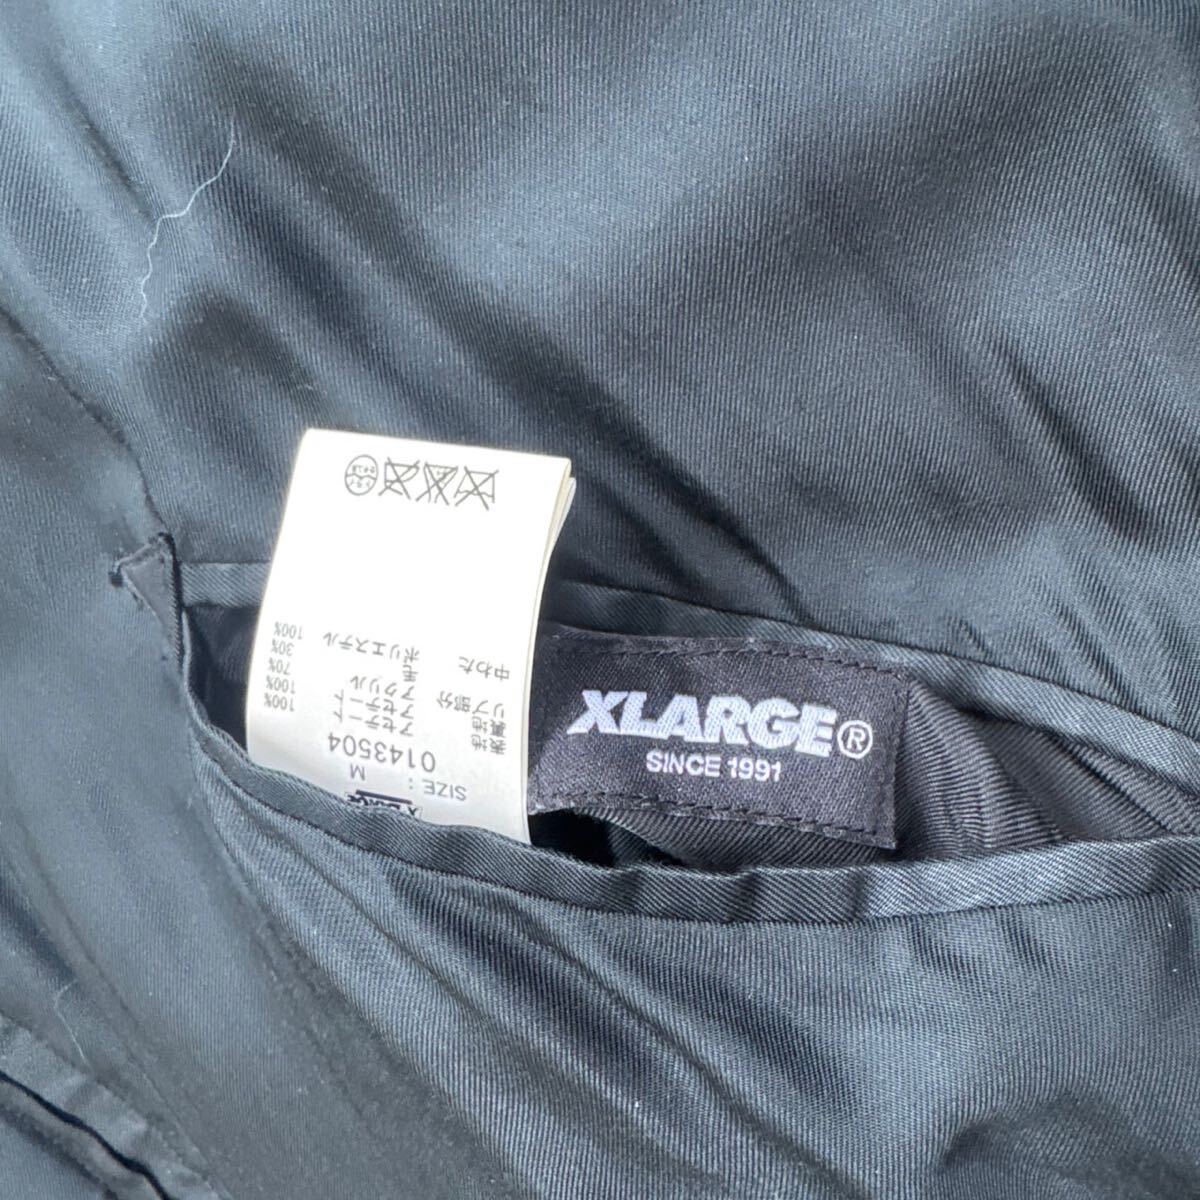 XLARGE®
SINCE 1991
SIZE : M
0143504
表地 アセテート 100%
裏地 アセテート 100%
リブ部分 アクリル 70%
毛 30%
中わた ポリエステル 100%